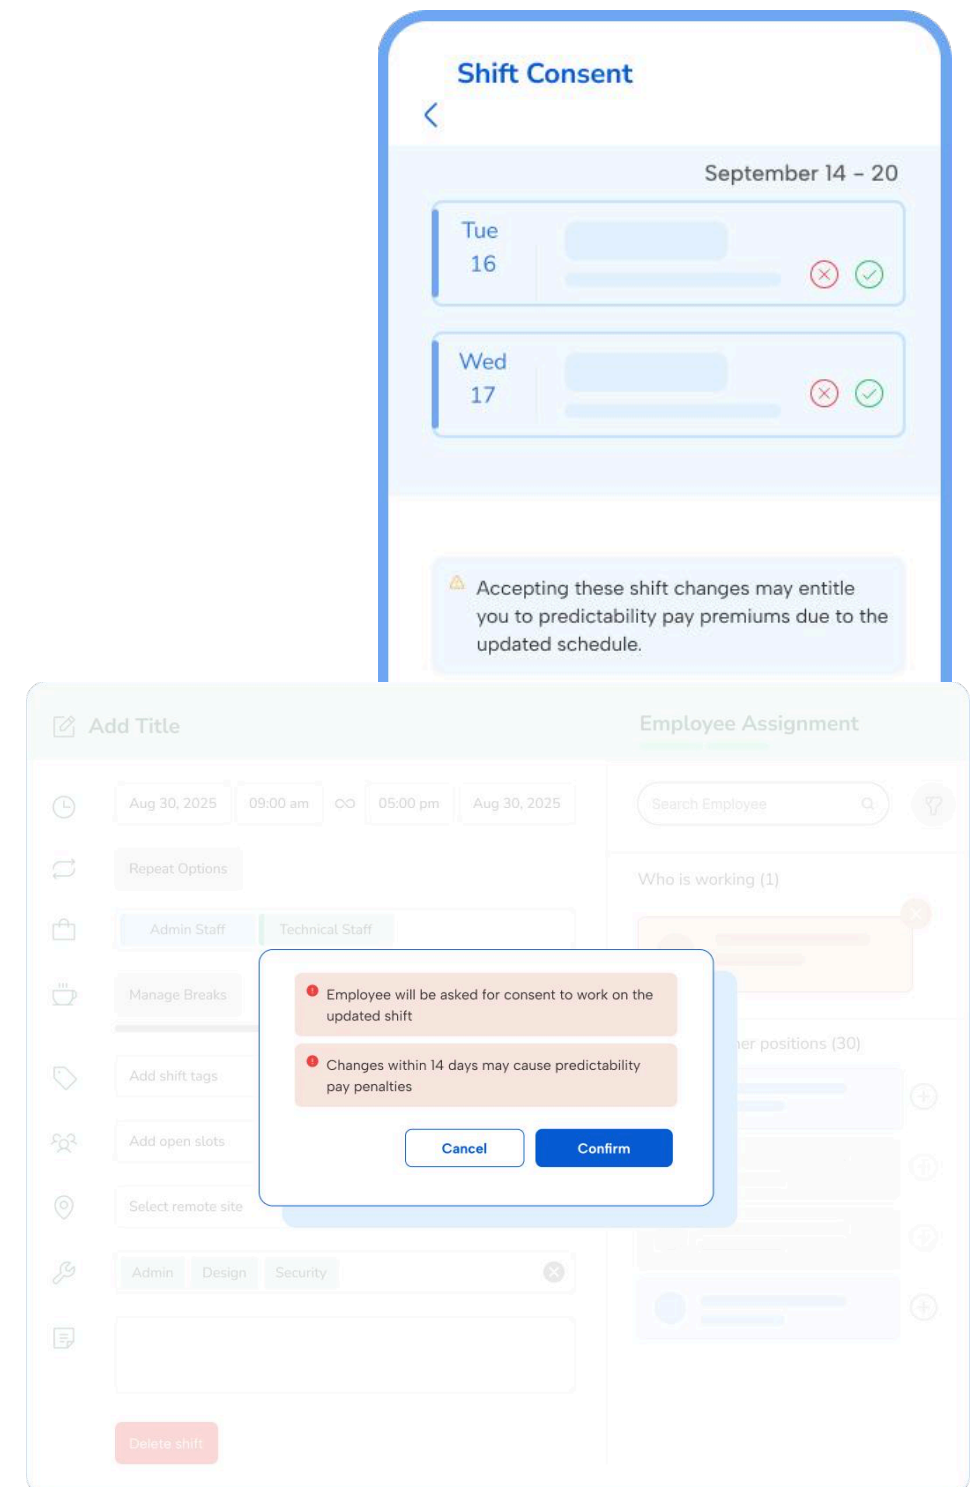 Shift Consent
September 14 - 20
Tue
16
Wed
17
Accepting these shift changes may entitle
you to predictability pay premiums due to the
updated schedule.
Add Title
Employee Assignment
Aug 30, 2025
09:00 am
05:00 pm
Aug 30, 2025
Search Employee
Repeat Options
Who is working (1)
Admin Staff
Technical Staff
Manage Breaks
Employee will be asked for consent to work on the
updated shift
positions (30)
Changes within 14 days may cause predictability
pay penalties
Add shift tags
Add open slots
Cancel
Confirm
Select remote site
Admin
Design
Security
Delete shift